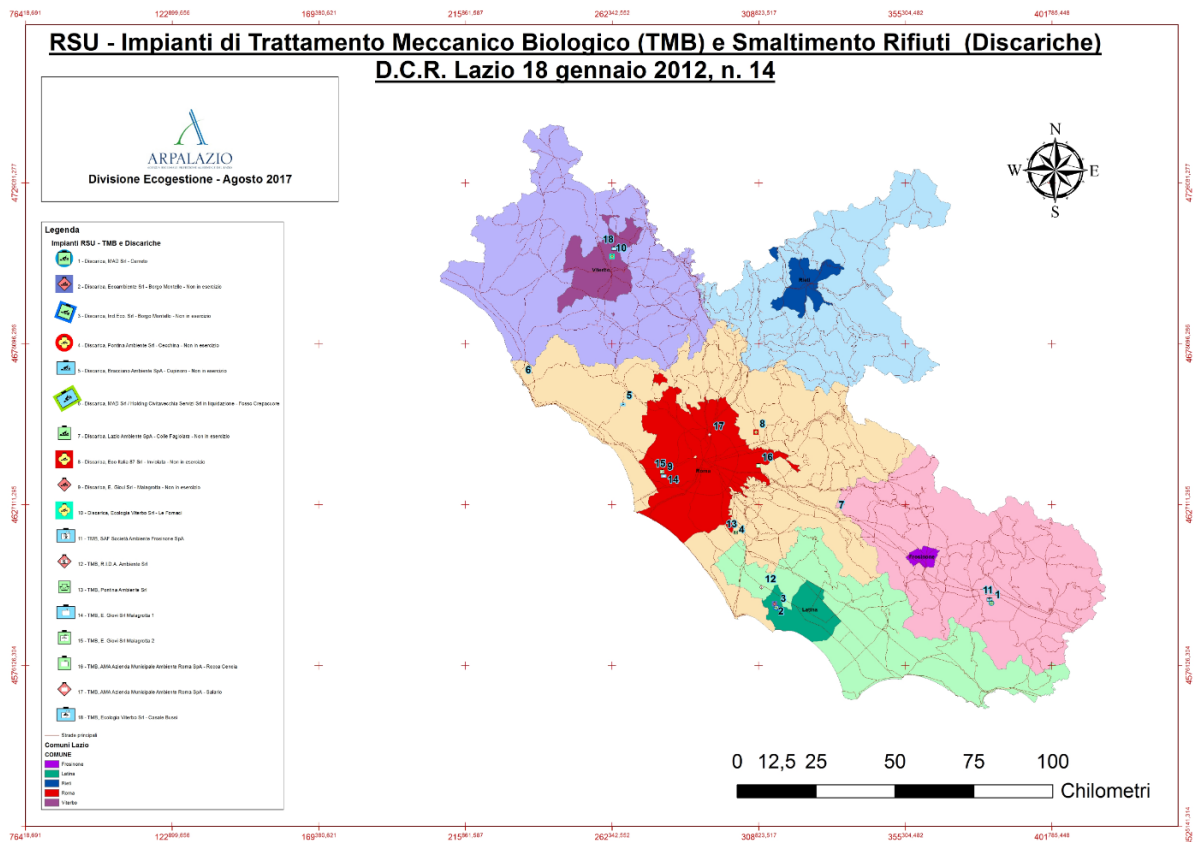 RSU - Impianti di Trattamento Meccanico Biologico (TMB) e Smaltimento Rifiuti (Discariche)
D.C.R. Lazio 18 gennaio 2012, n. 14
ARPALAZIO
Divisione Ecogestione - Agosto 2017
N
W E
S
Legenda
Impianti RSU - TMB e Discariche
1 - Discarica, MAD Srl - Cerreto
2 - Discarica, Ecoambiente Srl - Borgo Montello - Non in esercizio
3 - Discarica, Ind.Eco. Srl - Borgo Montello - Non in esercizio
4 - Discarica, Pontina Ambiente Srl - Cecchina - Non in esercizio
5 - Discarica, Bracciano Ambiente SpA - Cupinoro - Non in esercizio
6 - Discarica, MAD Srl /Holding Civitavecchia Servizi Srl in liquidazione - Fosso Crepacuore
7 - Discarica, Lazio Ambiente SpA - Colle Fagiolara - Non in esercizio
8 - Discarica, Eco Italia 87 Srl - Inviolata - Non in esercizio
9 - Discarica, E. Giovi Srl - Malagrotta - Non in esercizio
10 - Discarica, Ecologia Viterbo Srl - Le Fornaci
11 - TMB, SAF Società Ambiente Frosinone SpA
12 - TMB, R.I.D.A. Ambiente Srl
13 - TMB, Pontina Ambiente Srl
14 - TMB, E. Giovi Srl Malagrotta 1
15 - TMB, E. Giovi Srl Malagrotta 2
16 - TMB, AMA Azienda Municipale Ambiente Roma SpA - Rocca Cencia
17 - TMB, AMA Azienda Municipale Ambiente Roma SpA - Salario
18 - TMB, Ecologia Viterbo Srl - Casale Bussi
Strade principali
Comuni Lazio
COMUNE
Frosinone
Latina
Rieti
Roma
Viterbo
18
10
Viterbo
Rieti
6
5
17
8
15 9
14
Roma
16
7
13
4
Frosinone
12
3
2
Latina
11
1
0 12,5 25 50 75 100
Chilometri